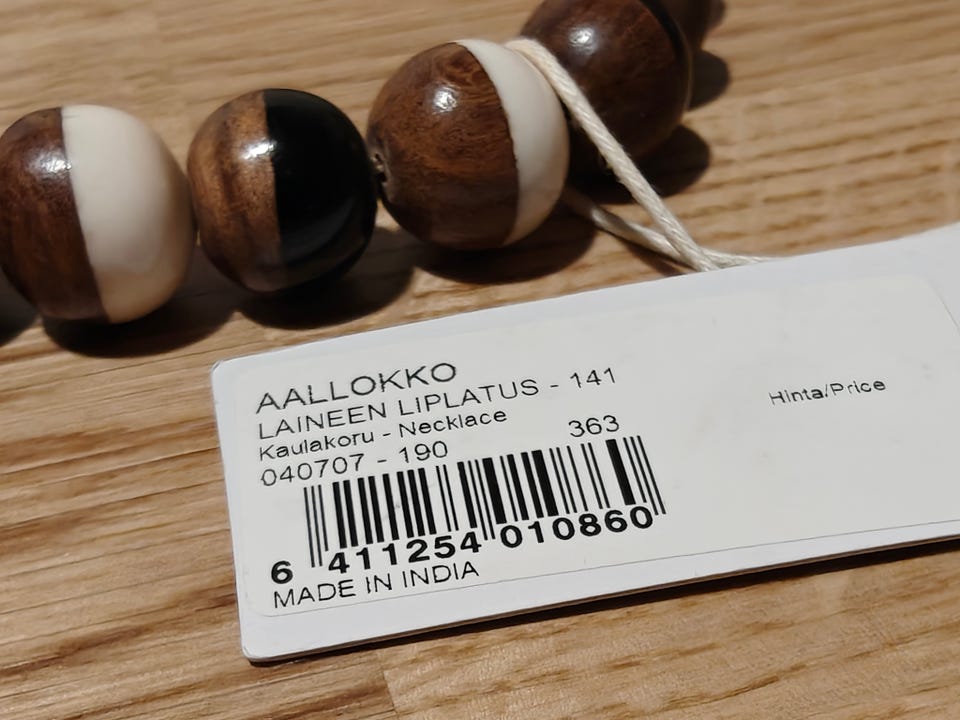 AALLOKKO
LAINEEN LIPLATUS - 141
Kaulakoru - Necklace
040707 - 190 363
6 411254 010860
MADE IN INDIA
Hinta/Price